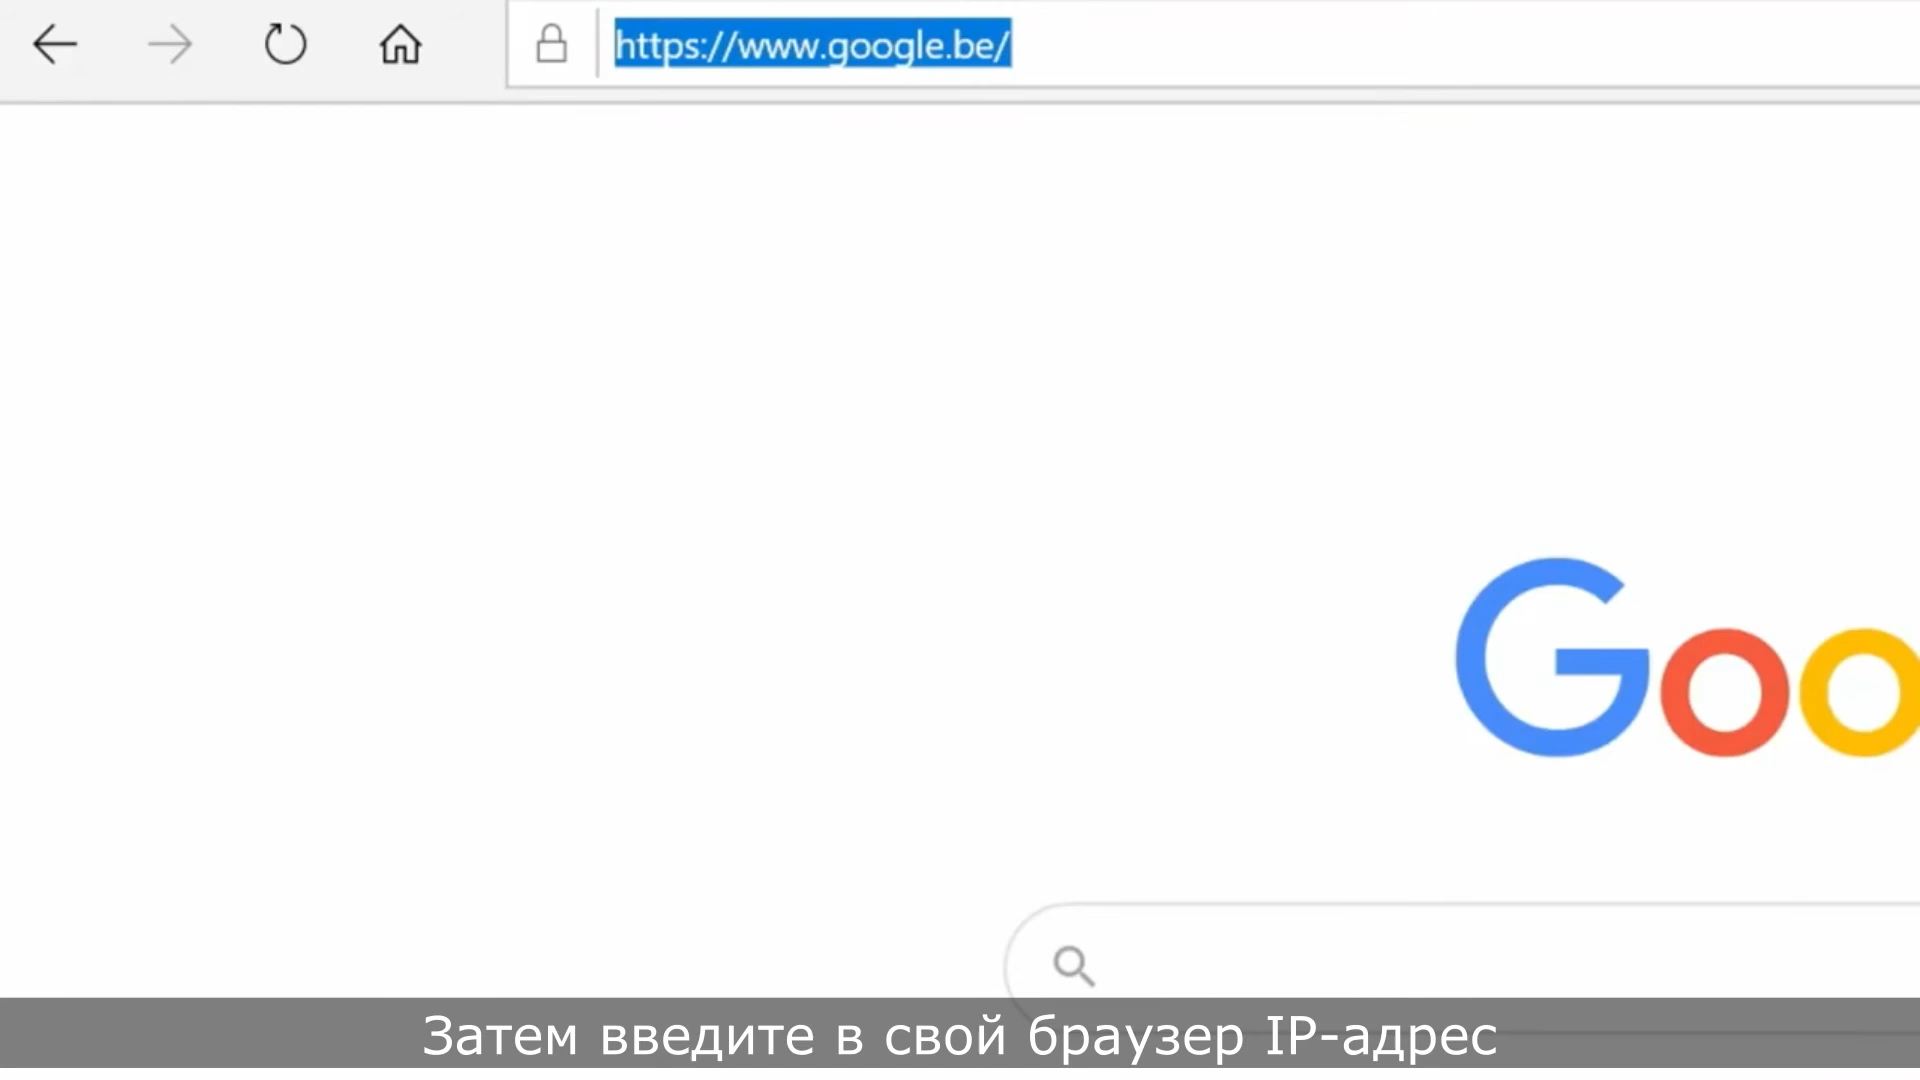 https://www.google.be/
Goo
Затем введите в свой браузер IP-адрес